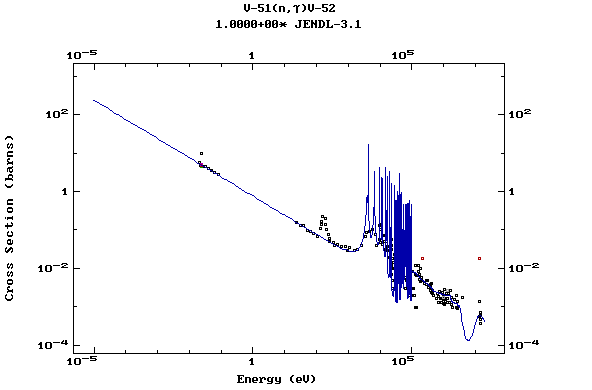 V-51(n,γ)V-52
1.0000+00* JENDL-3.1
10-5 1 105
102 102
1 1
10-2 10-2
10-4 10-4
10-5 1 105
Cross Section (barns)
Energy (eV)